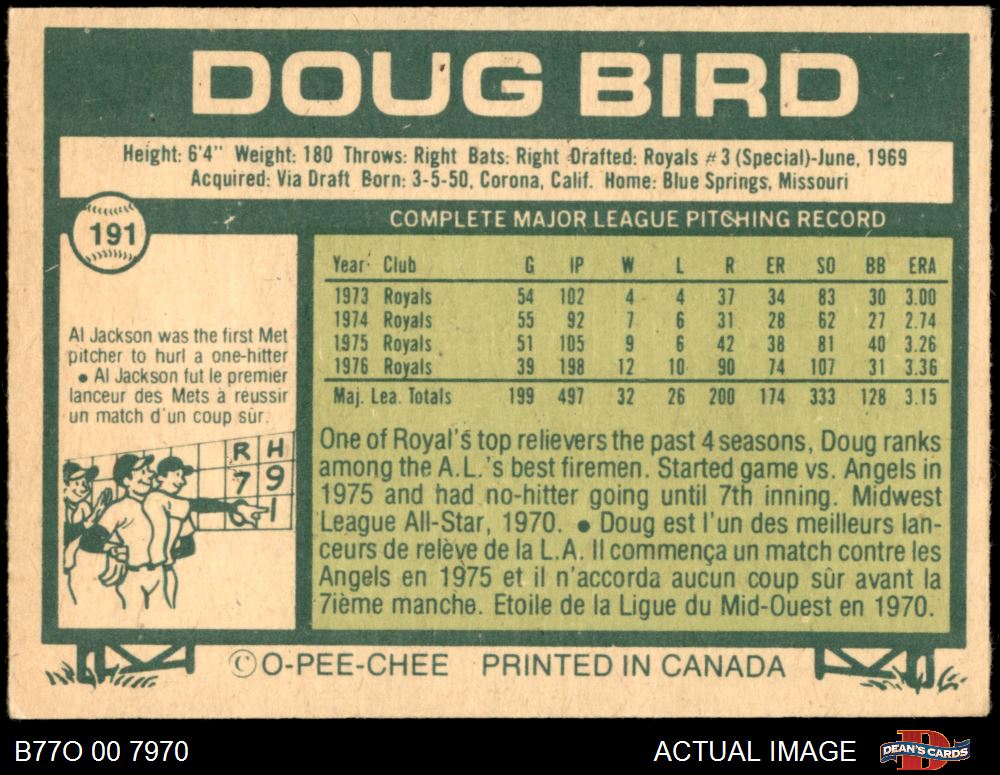 DOUG BIRD
Height: 6'4" Weight: 180 Throws: Right Bats: Right Drafted: Royals #3 (Special)-June, 1969
Acquired: Via Draft Born: 3-5-50, Corona, Calif. Home: Blue Springs, Missouri
191
COMPLETE MAJOR LEAGUE PITCHING RECORD
Year Club G IP W L R ER SO BB ERA
1973 Royals 54 102 4 4 37 34 83 30 3.00
1974 Royals 55 92 7 6 31 28 62 27 2.74
1975 Royals 51 105 9 6 42 38 81 40 3.26
1976 Royals 39 198 12 10 90 74 107 31 3.36
Maj. Lea. Totals 199 497 32 26 200 174 333 128 3.15
Al Jackson was the first Met
pitcher to hurl a one-hitter
● Al Jackson fut le premier
lanceur des Mets à reussir
un match d'un coup sûr.
R H
7 9
1
One of Royal's top relievers the past 4 seasons, Doug ranks
among the A.L.'s best firemen. Started game vs. Angels in
1975 and had no-hitter going until 7th inning. Midwest
League All-Star, 1970. ● Doug est l'un des meilleurs lan-
ceurs de relève de la L.A. Il commença un match contre les
Angels en 1975 et il n'accorda aucun coup sûr avant la
7ième manche. Etoile de la Ligue du Mid-Ouest en 1970.
© O-PEE-CHEE PRINTED IN CANADA
B77O 00 7970
ACTUAL IMAGE
DEAN'S CARDS